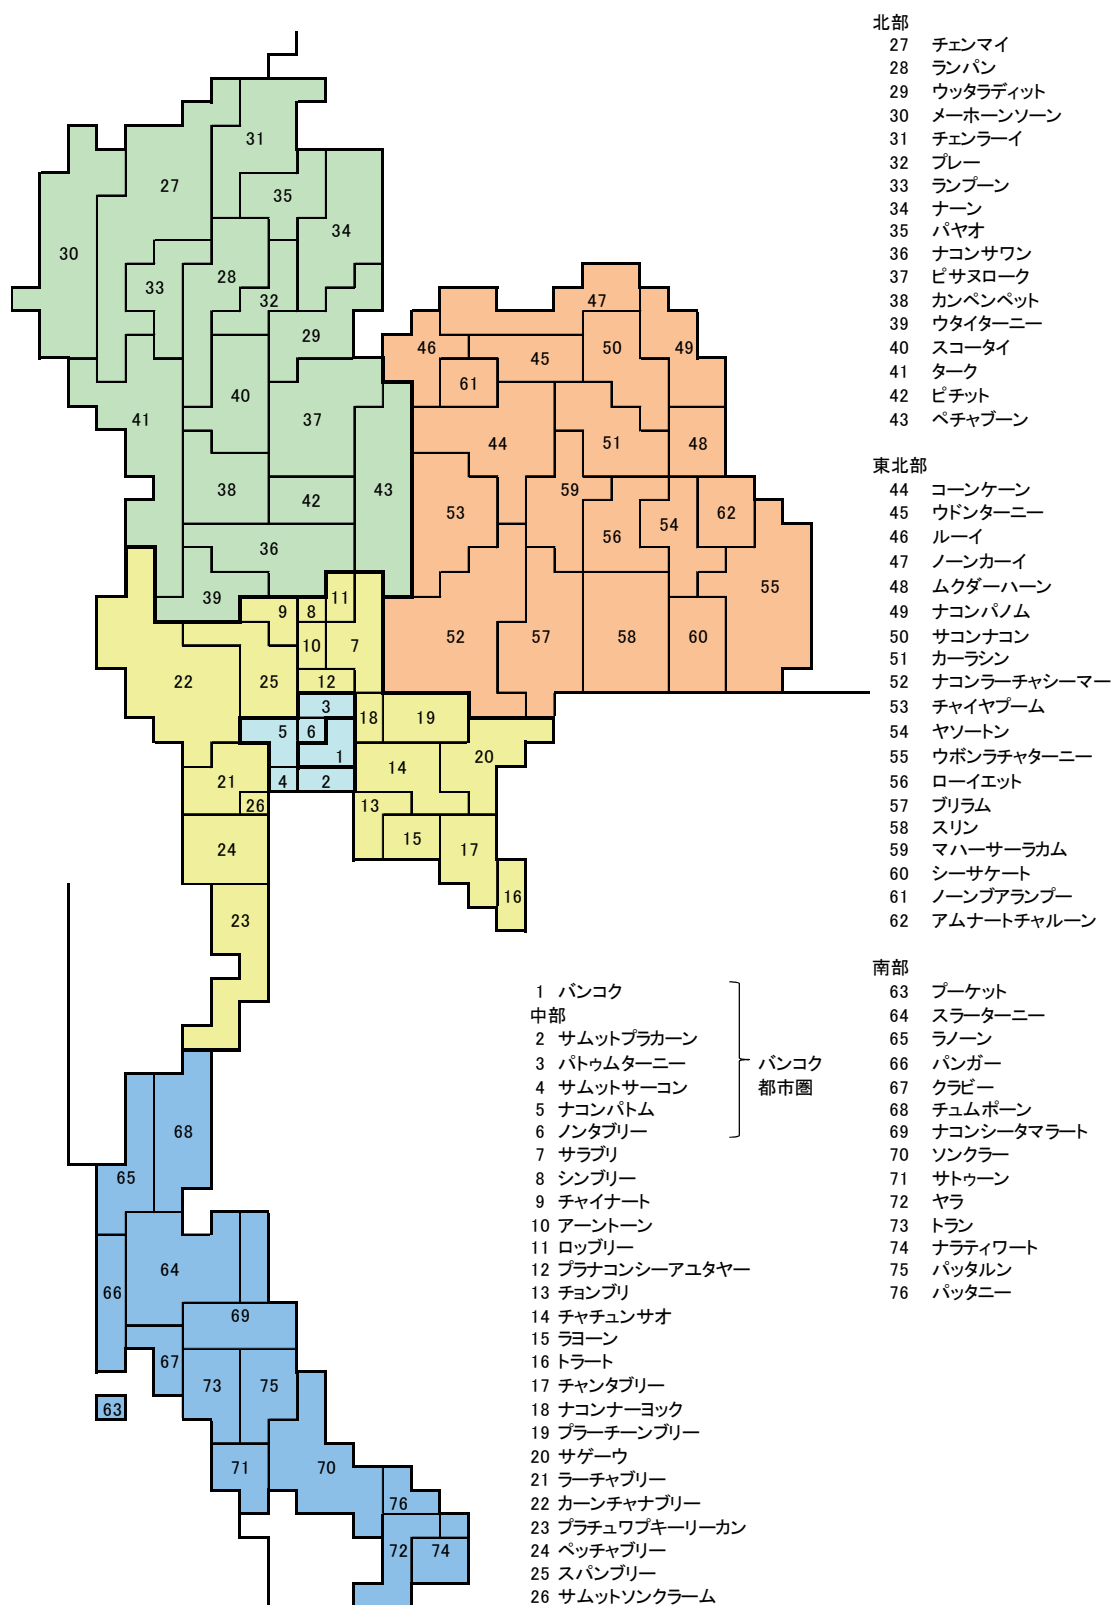 北部
27 チェンマイ
28 ランパン
29 ウッタラディット
30 メーホーンソーン
31 チェンラーイ
32 プレー
33 ランプーン
34 ナーン
35 パヤオ
36 ナコンサワン
37 ピサヌローク
38 カンペンペット
39 ウタイターニー
40 スコータイ
41 ターク
42 ピチット
43 ペチャブーン
東北部
44 コーンケーン
45 ウドンターニー
46 ルーイ
47 ノーンカーイ
48 ムクダーハーン
49 ナコンパノム
50 サコンナコン
51 カーラシン
52 ナコンラーチャシーマー
53 チャイヤプーム
54 ヤソートン
55 ウボンラチャターニー
56 ローイエット
57 ブリラム
58 スリン
59 マハーサーラカム
60 シーサケート
61 ノーンブアランプー
62 アムナートチャルーン
南部
63 プーケット
64 スラーターニー
65 ラノーン
66 パンガー
67 クラビー
68 チュムポーン
69 ナコンシータマラート
70 ソンクラー
71 サトゥーン
72 ヤラ
73 トラン
74 ナラティワート
75 パッタルン
76 パッタニー
1 バンコク
中部
2 サムットプラカーン
3 パトゥムターニー
4 サムットサーコン
5 ナコンパトム
6 ノンタブリー
バンコク
都市圏
7 サラブリ
8 シンブリー
9 チャイナート
10 アーントーン
11 ロッブリー
12 プラナコンシーアユタヤー
13 チョンブリ
14 チャチュンサオ
15 ラヨーン
16 トラート
17 チャンタブリー
18 ナコンナーヨック
19 プラーチーンブリー
20 サゲーウ
21 ラーチャブリー
22 カーンチャナブリー
23 プラチュワプキーリーカン
24 ペッチャブリー
25 スパンブリー
26 サムットソンクラーム
31
27
35
34
30
28
33
32
29
47
46
45
50
49
61
40
37
41
44
51
48
38
42
43
53
59
56
54
62
36
55
39
9
8
11
10
7
52
57
58
60
22
25
12
3
18
19
5
6
1
20
21
4
2
14
26
13
15
24
17
16
23
68
65
64
66
69
67
73
75
63
71
70
76
72
74